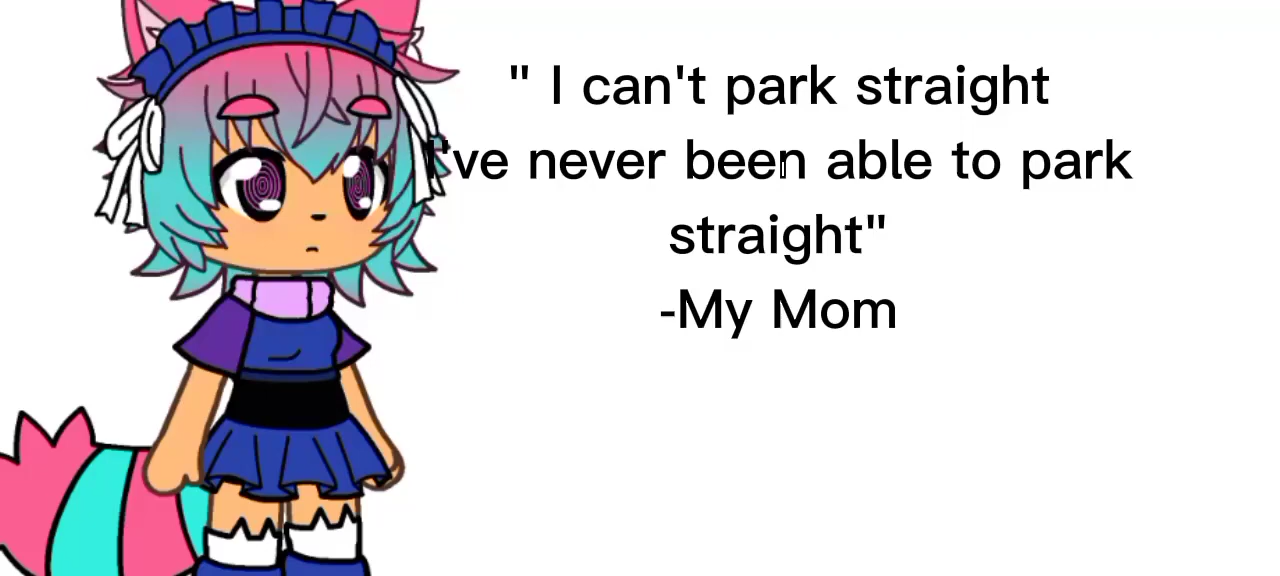 " I can't park straight
I've never been able to park
straight"
-My Mom